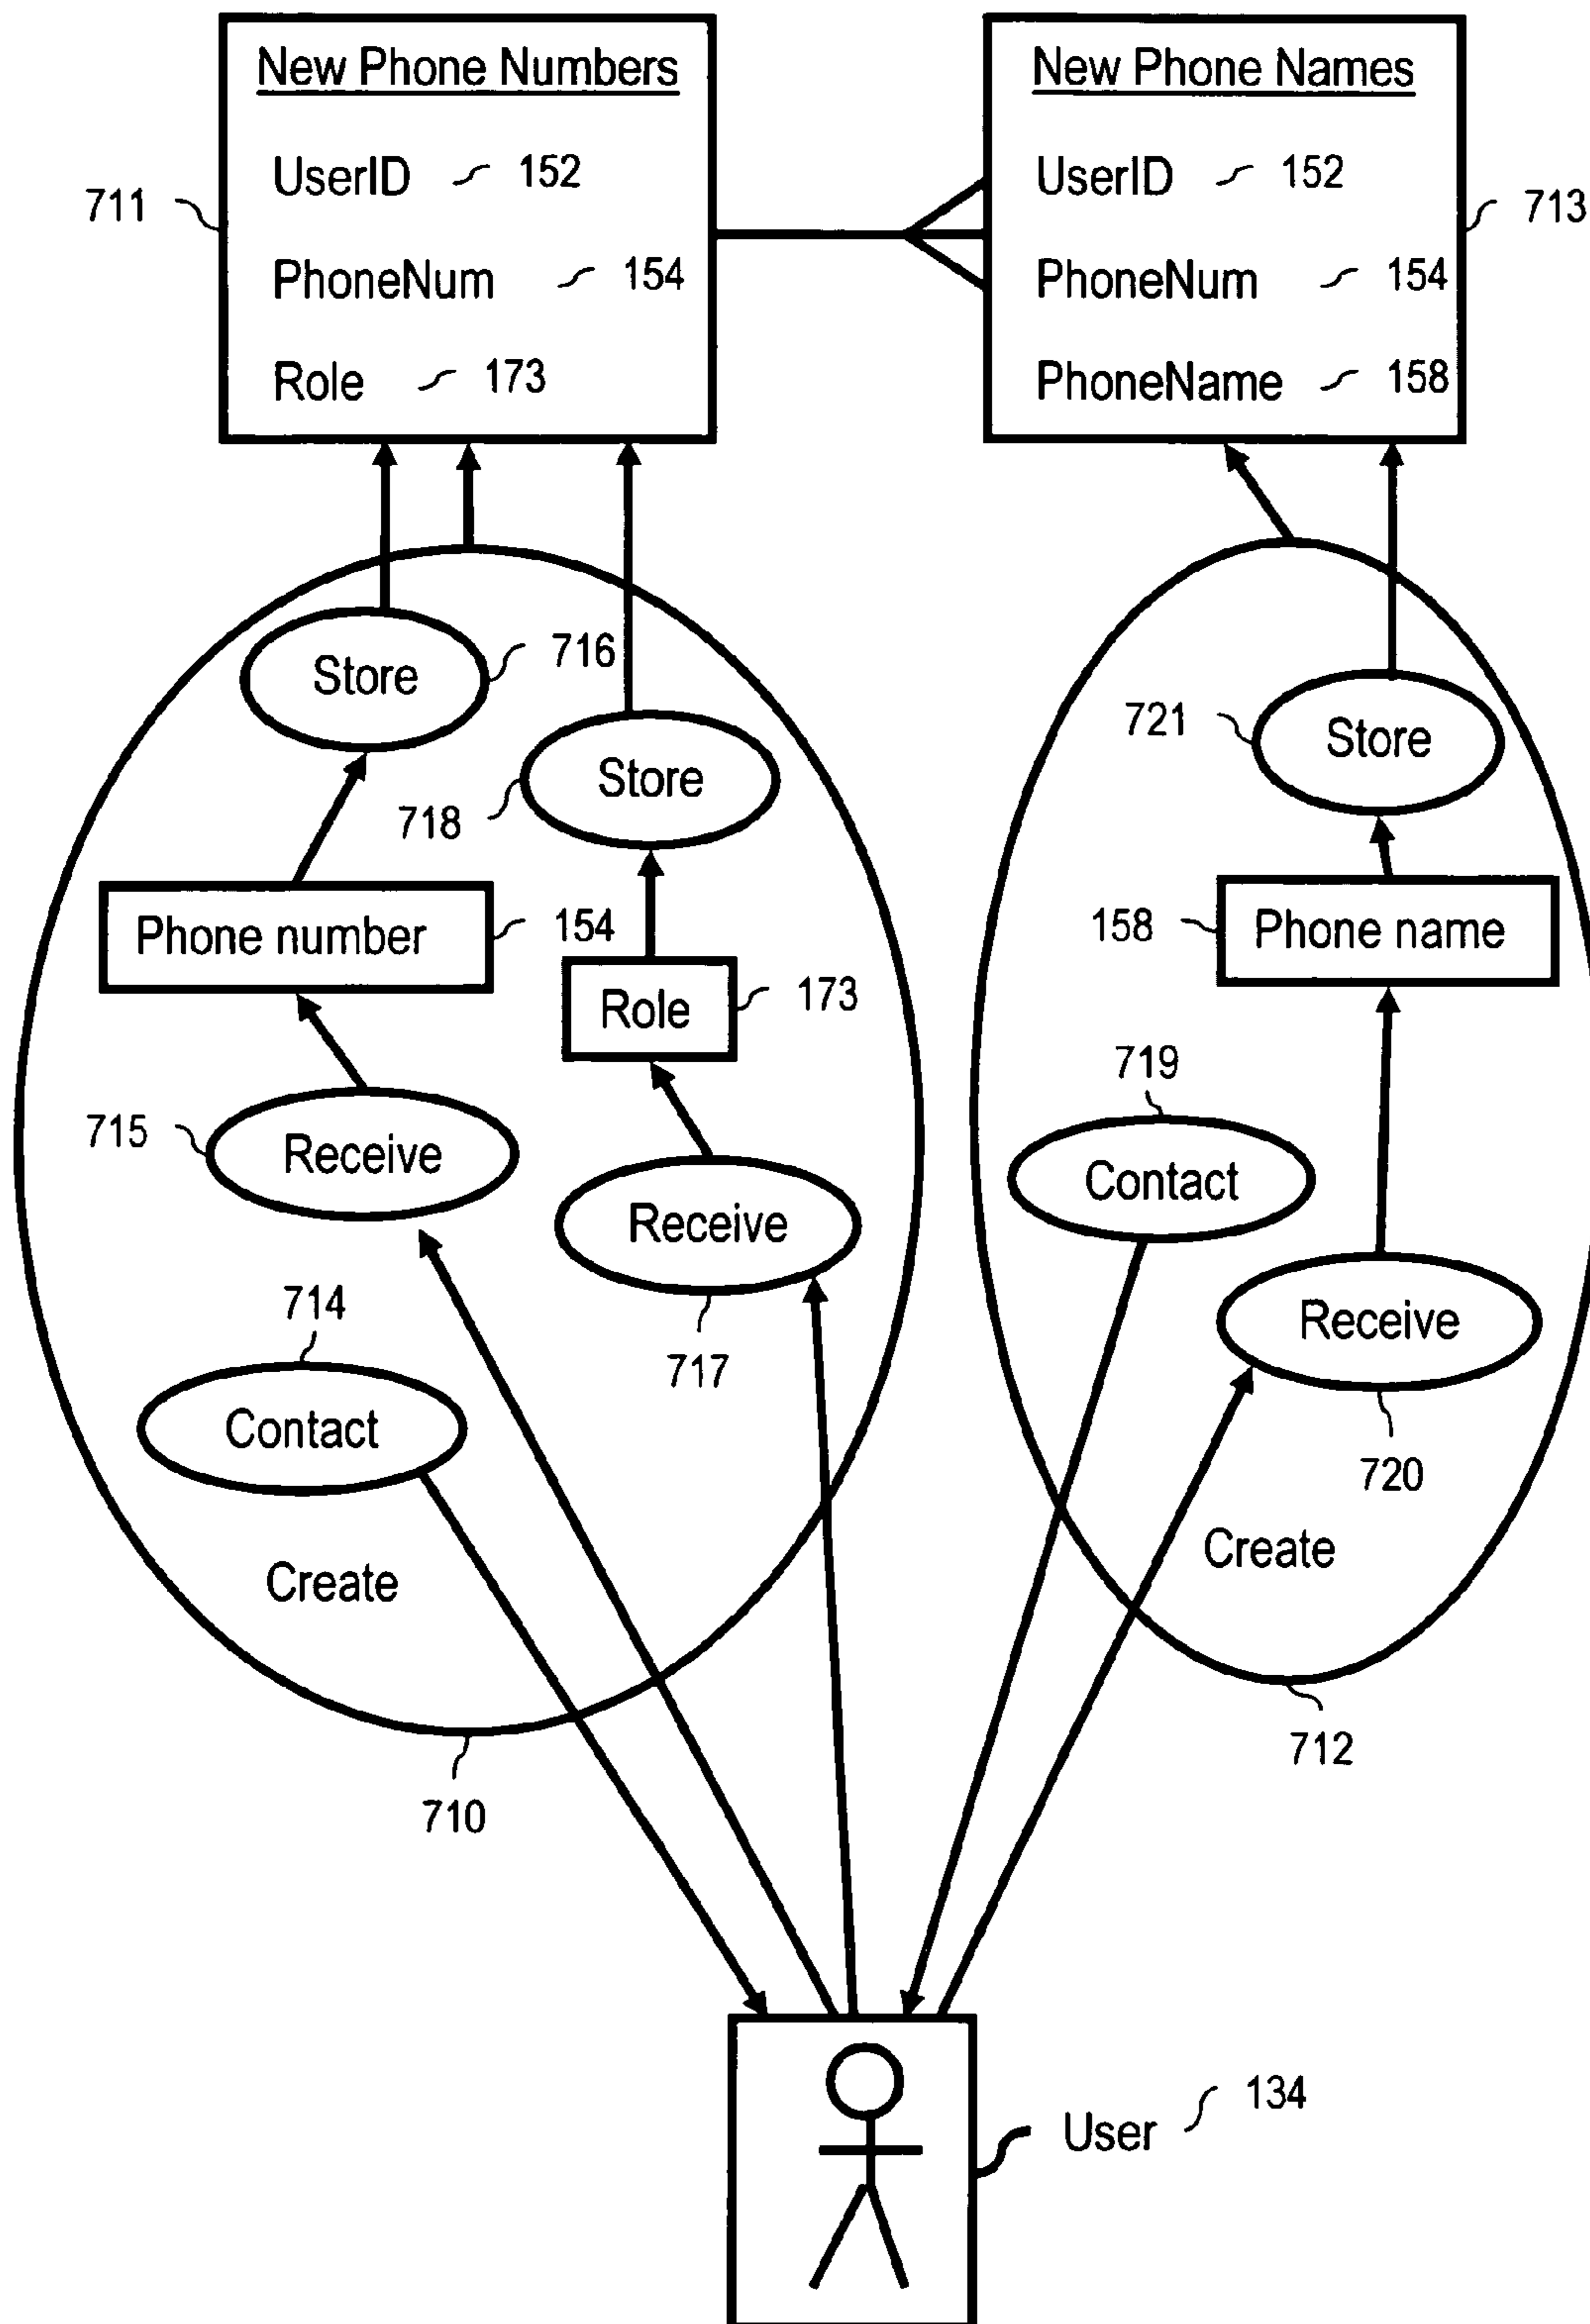 New Phone Numbers
UserID 152
PhoneNum 154
Role 173
711
New Phone Names
UserID 152
PhoneNum 154
PhoneName 158
713
Store
716
Store
718
Phone number
154
Role
173
Receive
715
Receive
717
714
Contact
Create
710
Store
721
Phone name
158
719
Contact
Receive
720
Create
712
User 134